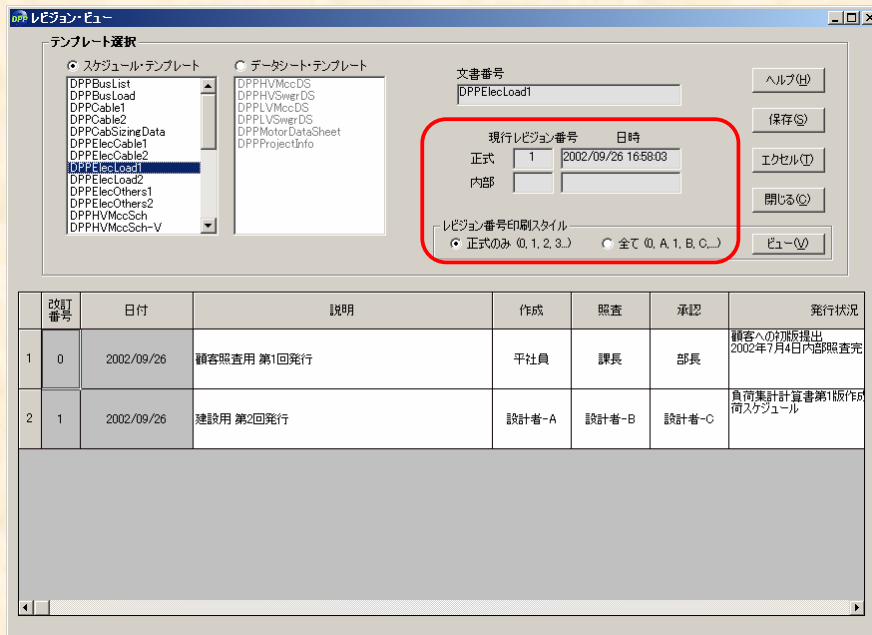 DPP レビジョン・ビュー
テンプレート選択
スケジュール・テンプレート
DPPBusList
DPPBusLoad
DPPCable1
DPPCable2
DPPCabSizingData
DPPElecCable1
DPPElecCable2
DPPElecLoad1
DPPElecLoad2
DPPElecOthers1
DPPElecOthers2
DPPHVMccSch
DPPHVMccSch-V
データシート・テンプレート
DPPHVMccDS
DPPHVSwgrDS
DPPLVMccDS
DPPLVSwgrDS
DPPMotorDataSheet
DPPProjectInfo
文書番号
DPPElecLoad1
現行レビジョン番号 日時
正式 1 2002/09/26 16:58:03
内部
レビジョン番号印刷スタイル
正式のみ (0, 1, 2, 3...) 全て (0, A, 1, B, C,...)
ヘルプ(H)
保存(S)
エクセル(T)
閉じる(C)
ビュー(V)
改訂
番号 日付 説明 作成 照査 承認 発行状況
1 0 2002/09/26 顧客照査用 第1回発行 平社員 課長 部長
顧客への初版提出
2002年7月4日内部照査完
2 1 2002/09/26 建設用 第2回発行 設計者-A 設計者-B 設計者-C
負荷集計計算書第1版作成
荷スケジュール